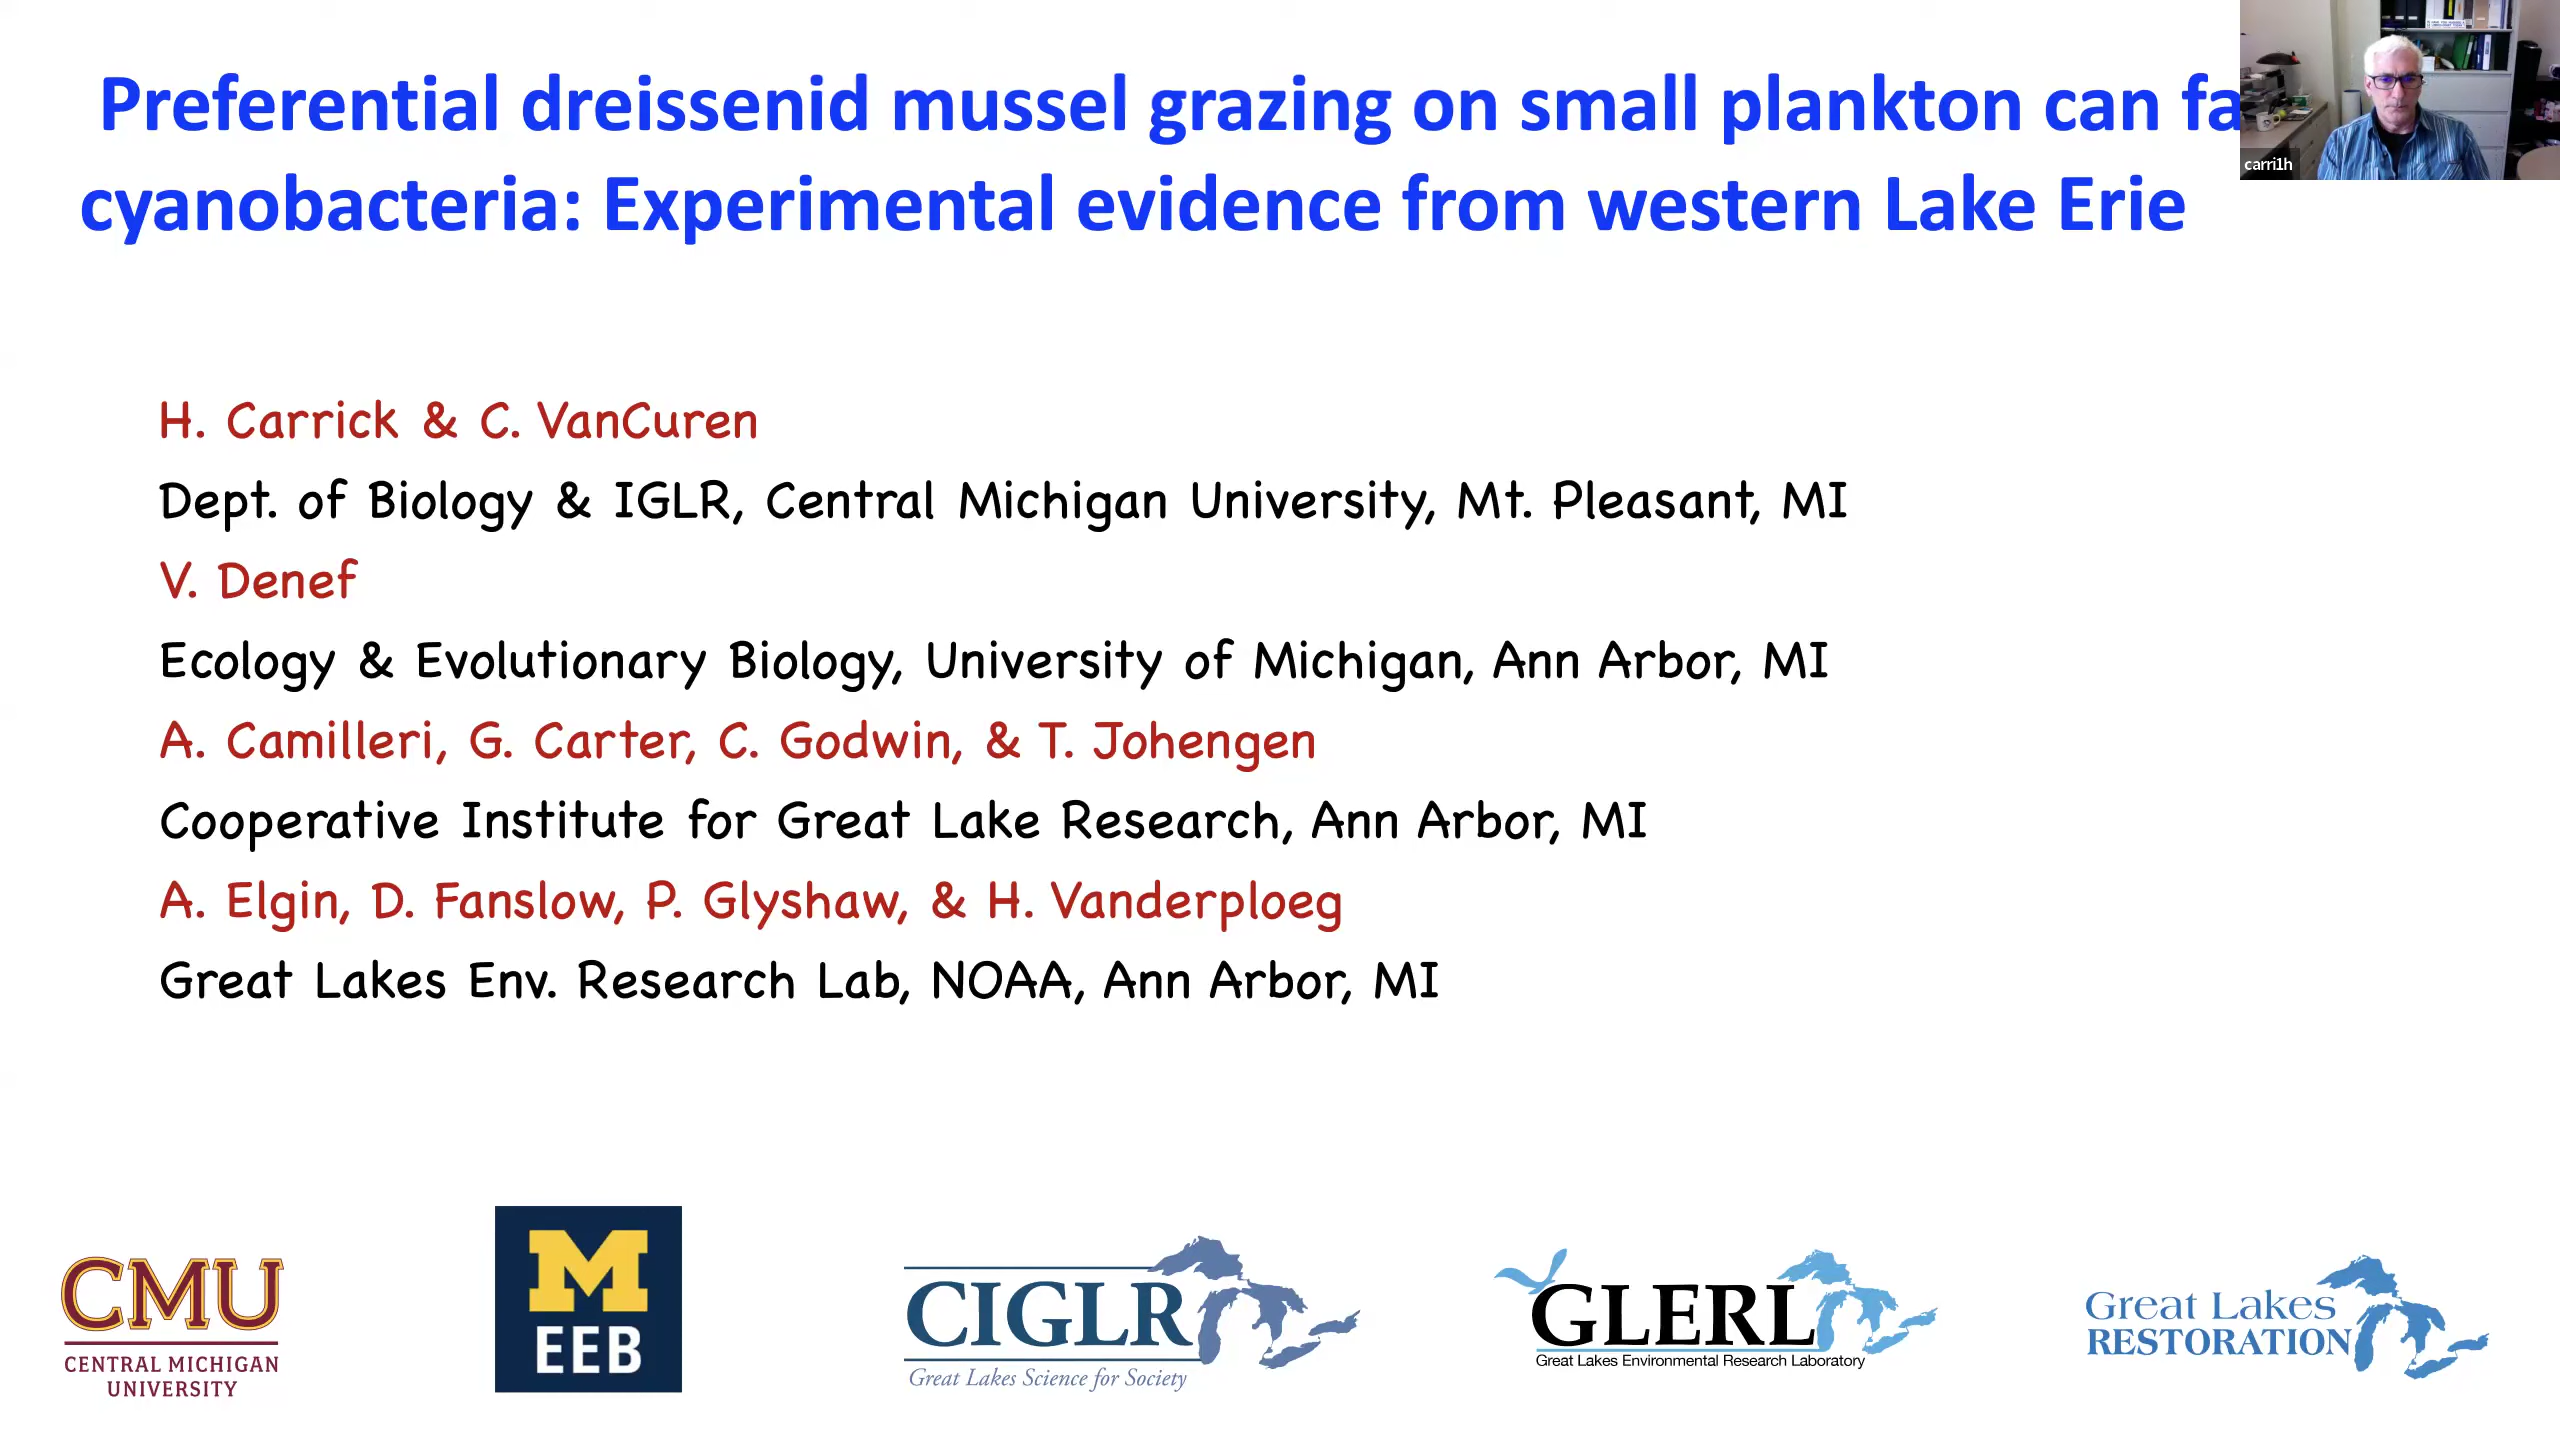 Preferential dreissenid mussel grazing on small plankton can fa
cyanobacteria: Experimental evidence from western Lake Erie
carri1h
H. Carrick & C. VanCuren
Dept. of Biology & IGLR, Central Michigan University, Mt. Pleasant, MI
V. Denef
Ecology & Evolutionary Biology, University of Michigan, Ann Arbor, MI
A. Camilleri, G. Carter, C. Godwin, & T. Johengen
Cooperative Institute for Great Lake Research, Ann Arbor, MI
A. Elgin, D. Fanslow, P. Glyshaw, & H. Vanderploeg
Great Lakes Env. Research Lab, NOAA, Ann Arbor, MI
CMU
CENTRAL MICHIGAN
UNIVERSITY
M
EEB
CIGLR
Great Lakes Science for Society
GLERL
Great Lakes Environmental Research Laboratory
Great Lakes
RESTORATION